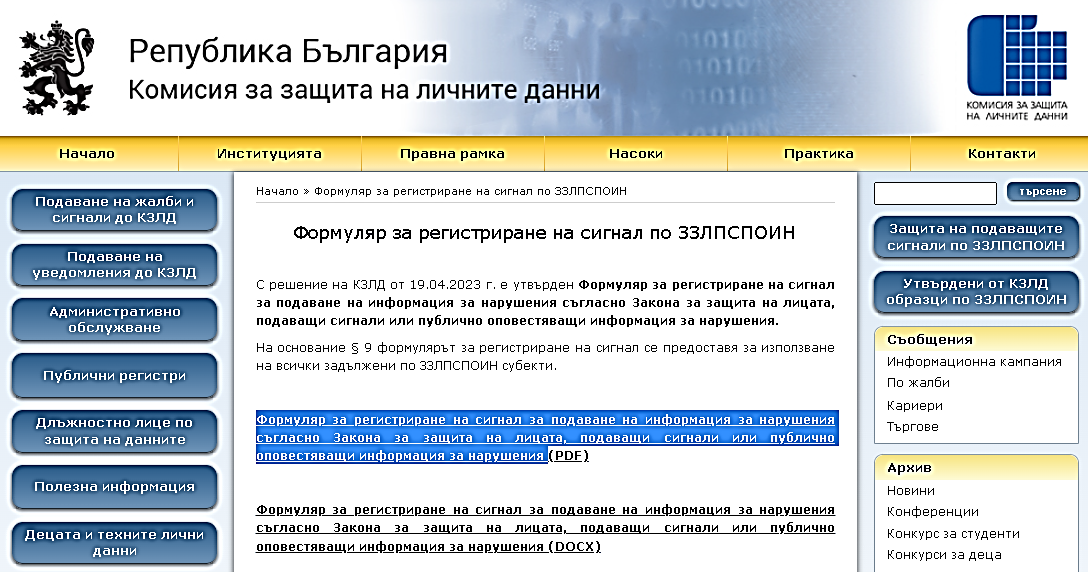 Република България
Комисия за защита на личните данни
КОМИСИЯ ЗА ЗАЩИТА
НА ЛИЧНИТЕ ДАННИ
Начало
Институцията
Правна рамка
Насоки
Практика
Контакти
Подаване на жалби и
сигнали до КЗЛД
Подаване на
уведомления до КЗЛД
Административно
обслужване
Публични регистри
Длъжностно лице по
защита на данните
Полезна информация
Децата и техните лични
данни
Начало » Формуляр за регистриране на сигнал по ЗЗЛПСПОИН
Формуляр за регистриране на сигнал по ЗЗЛПСПОИН
С решение на КЗЛД от 19.04.2023 г. е утвърден Формуляр за регистриране на сигнал
за подаване на информация за нарушения съгласно Закона за защита на лицата,
подаващи сигнали или публично оповестяващи информация за нарушения.
На основание § 9 формулярът за регистриране на сигнал се предоставя за използване
на всички задължени по ЗЗЛПСПОИН субекти.
Формуляр за регистриране на сигнал за подаване на информация за нарушения
съгласно Закона за защита на лицата, подаващи сигнали или публично
оповестяващи информация за нарушения (PDF)
Формуляр за регистриране на сигнал за подаване на информация за нарушения
съгласно Закона за защита на лицата, подаващи сигнали или публично
оповестяващи информация за нарушения (DOCX)
търсене
Защита на подаващите
сигнали по ЗЗЛПСПОИН
Утвърдени от КЗЛД
образци по ЗЗЛПСПОИН
Съобщения
Информационна кампания
По жалби
Кариери
Търгове
Архив
Новини
Конференции
Конкурс за студенти
Конкурси за деца